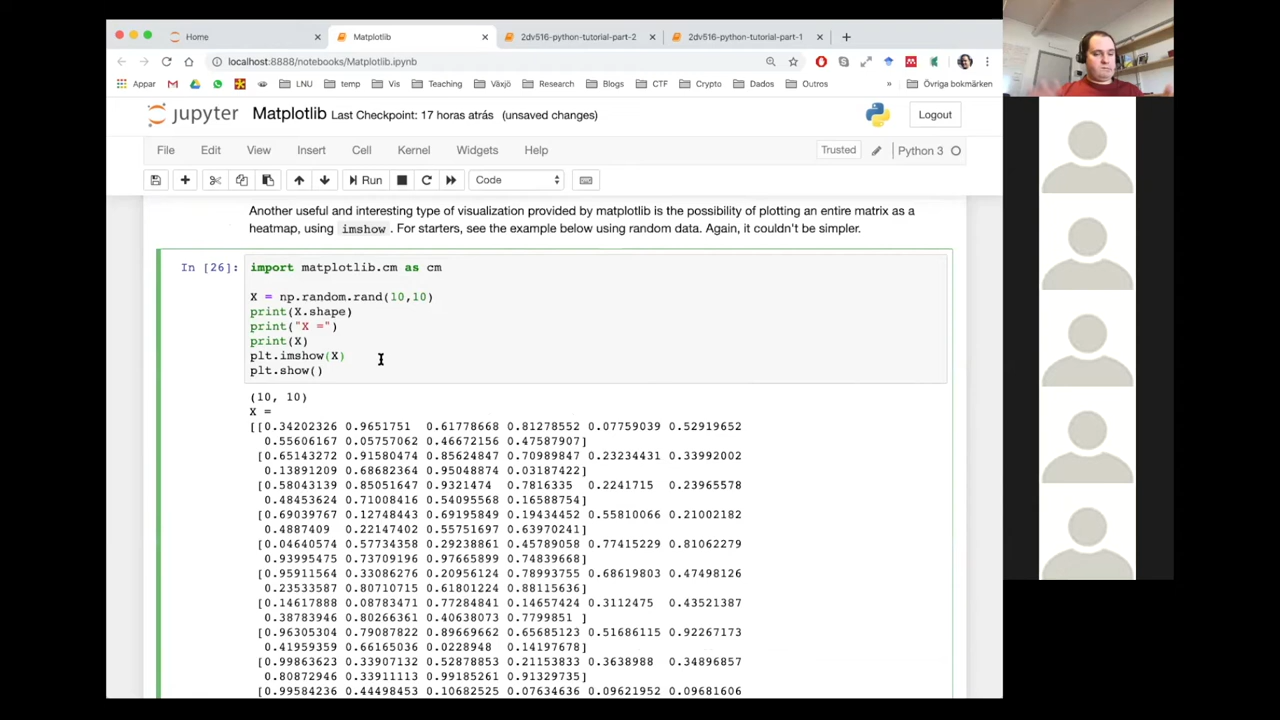 Home
Matplotlib
2dv516-python-tutorial-part-2
2dv516-python-tutorial-part-1
localhost:8888/notebooks/Matplotlib.ipynb
Appar
LNU
temp
Vis
Teaching
Växjö
Research
Blogs
CTF
Crypto
Dados
Outros
»
Övriga bokmärken
jupyter Matplotlib Last Checkpoint: 17 horas atrás (unsaved changes)
Logout
File Edit View Insert Cell Kernel Widgets Help
Trusted
Python 3
Run
Code
Another useful and interesting type of visualization provided by matplotlib is the possibility of plotting an entire matrix as a
heatmap, using imshow. For starters, see the example below using random data. Again, it couldn't be simpler.
In [26]: import matplotlib.cm as cm
X = np.random.rand(10,10)
print(X.shape)
print("X =")
print(X)
plt.imshow(X)
plt.show()
(10, 10)
X =
[[0.34202326 0.9651751 0.61778668 0.81278552 0.07759039 0.52919652
0.55606167 0.05757062 0.46672156 0.47587907]
[0.65143272 0.91580474 0.85624847 0.70989847 0.23234431 0.33992002
0.13891209 0.68682364 0.95048874 0.03187422]
[0.58043139 0.85051647 0.9321474 0.7816335 0.2241715 0.23965578
0.48453624 0.71008416 0.54095568 0.16588754]
[0.69039767 0.12748443 0.69195849 0.19434452 0.55810066 0.21002182
0.4887409 0.22147402 0.55751697 0.63970241]
[0.04640574 0.57734358 0.29238861 0.45789058 0.77415229 0.81062279
0.93995475 0.73709196 0.97665899 0.74839668]
[0.95911564 0.33086276 0.20956124 0.78993755 0.68619803 0.47498126
0.23533587 0.80710715 0.61801224 0.88115636]
[0.14617888 0.08783471 0.77284841 0.14657424 0.3112475 0.43521387
0.38783946 0.80266361 0.40638073 0.7799851 ]
[0.96305304 0.79087822 0.89669662 0.65685123 0.51686115 0.92267173
0.41959359 0.66165036 0.0228948 0.14197678]
[0.99863623 0.33907132 0.52878853 0.21153833 0.3638988 0.34896857
0.80872946 0.33911113 0.99185261 0.91329735]
[0.99584236 0.44498453 0.10682525 0.07634636 0.09621952 0.09681606